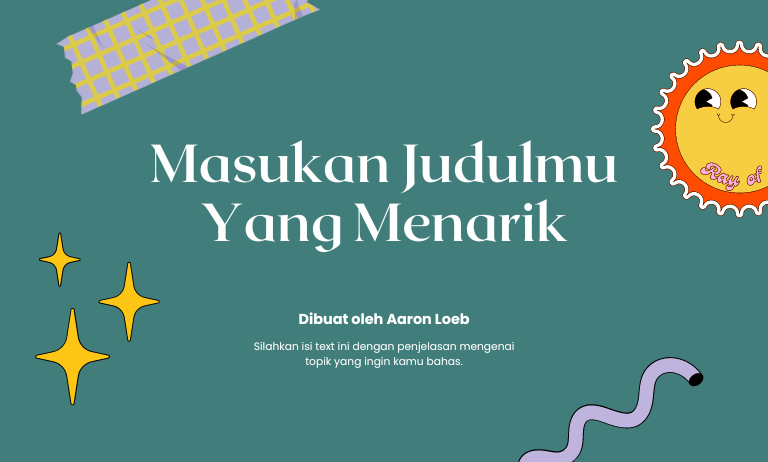 Masukan Judulmu
Yang Menarik
Ray of
Dibuat oleh Aaron Loeb
Silahkan isi text ini dengan penjelasan mengenai
topik yang ingin kamu bahas.